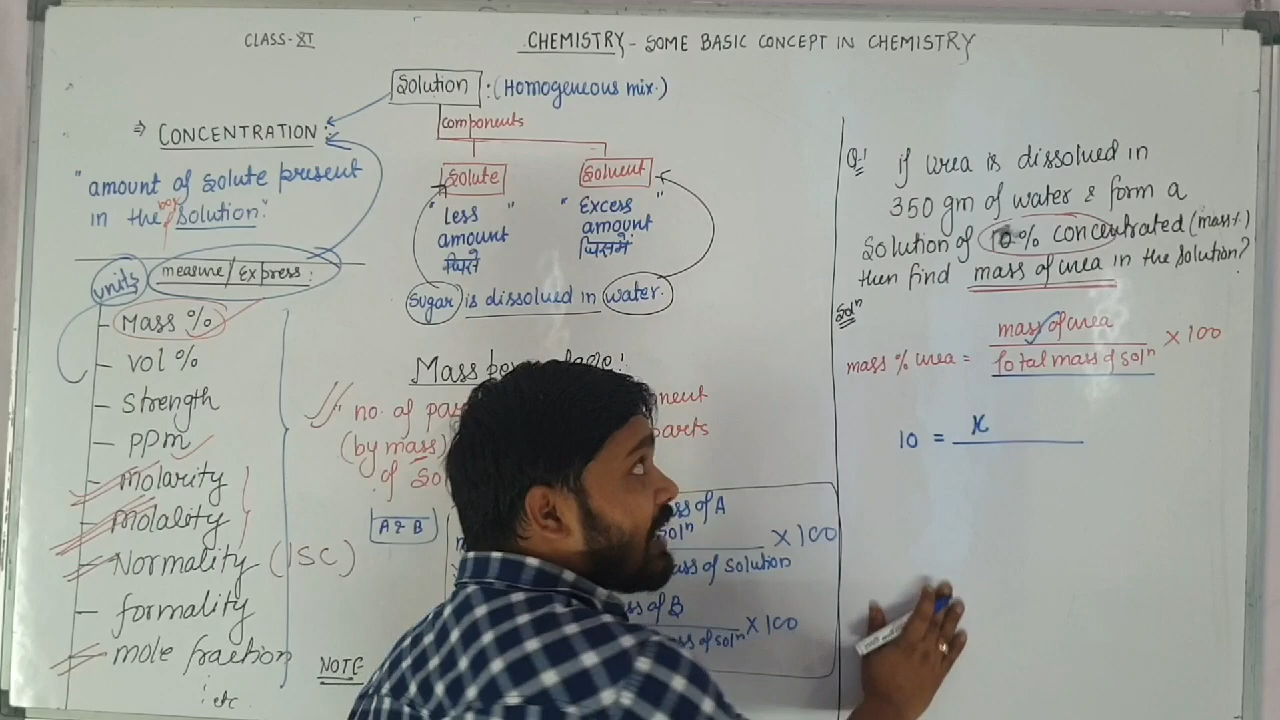 CLASS-XI
CHEMISTRY - SOME BASIC CONCEPT IN CHEMISTRY
Solution : (Homogeneous mix.)
components
Solute
" Less "
amount
जिसे
Solvent
" Excess "
amount
जिसमें
Sugar is dissolved in water.
⇒ CONCENTRATION :
" amount of solute present
in the solution."
box
units measure/Express :
- Mass %
- vol %
- Strength
- PPm
- Molarity
- Molality
- Normality (ISC)
- formality
- mole fraction
: etc
Mass
no. of
(by mass)
parts
of
A & B
of A
soln
× 100
of solution
of B
of soln × 100
NOTE
Q1 if urea is dissolved in
350 gm of water & form a
solution of 10% concentrated (mass%)
then find mass of urea in the solution?
Soln
mass % urea = mass of urea / Total mass of soln × 100
10 = x